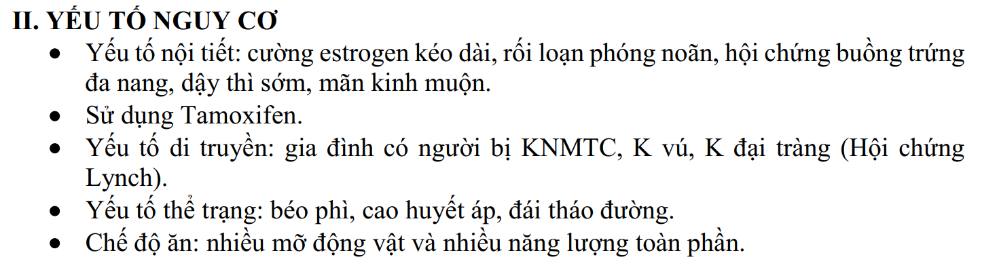 II. YẾU TỐ NGUY CƠ
• Yếu tố nội tiết: cường estrogen kéo dài, rối loạn phóng noãn, hội chứng buồng trứng
đa nang, dậy thì sớm, mãn kinh muộn.
• Sử dụng Tamoxifen.
• Yếu tố di truyền: gia đình có người bị KNMTC, K vú, K đại tràng (Hội chứng
Lynch).
• Yếu tố thể trạng: béo phì, cao huyết áp, đái tháo đường.
• Chế độ ăn: nhiều mỡ động vật và nhiều năng lượng toàn phần.